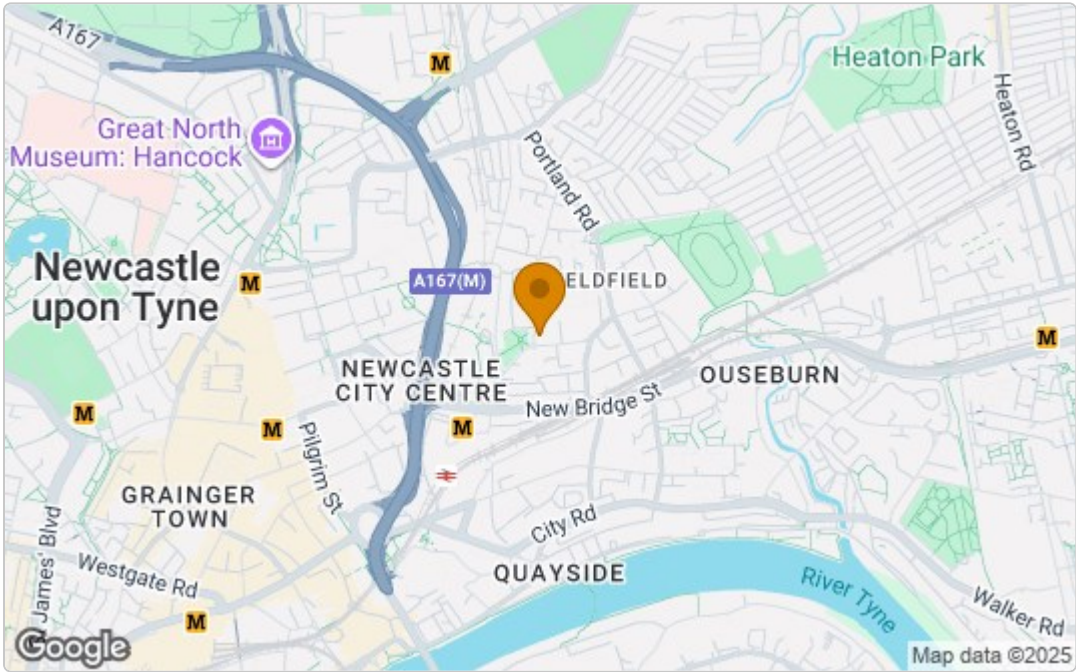 A167
M
Heaton Park
Heaton Rd
Great North
Museum: Hancock
Portland Rd
Newcastle
upon Tyne
M
A167(M)
ELDFIELD
M
NEWCASTLE
CITY CENTRE
OUSEBURN
New Bridge St
M
M
M
Pilgrim St
GRAINGER
TOWN
City Rd
James' Blvd
Westgate Rd
QUAYSIDE
River Tyne
Walker Rd
M
Google
Map data ©2025